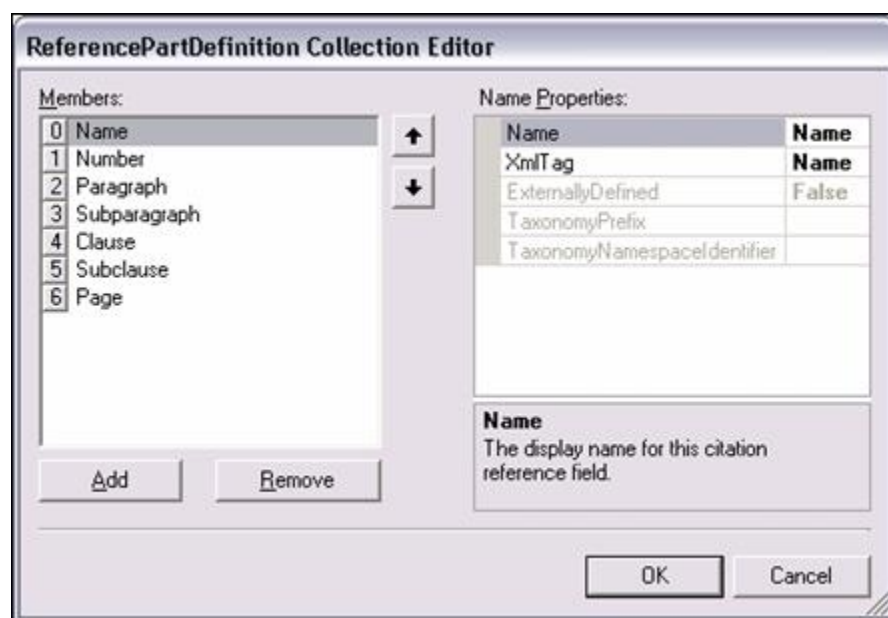 ReferencePartDefinition Collection Editor
Members:
0 Name
1 Number
2 Paragraph
3 Subparagraph
4 Clause
5 Subclause
6 Page
Add
Remove
Name Properties:
Name Name
XmlTag Name
ExternallyDefined False
TaxonomyPrefix
TaxonomyNamespaceIdentifier
Name
The display name for this citation
reference field.
OK
Cancel